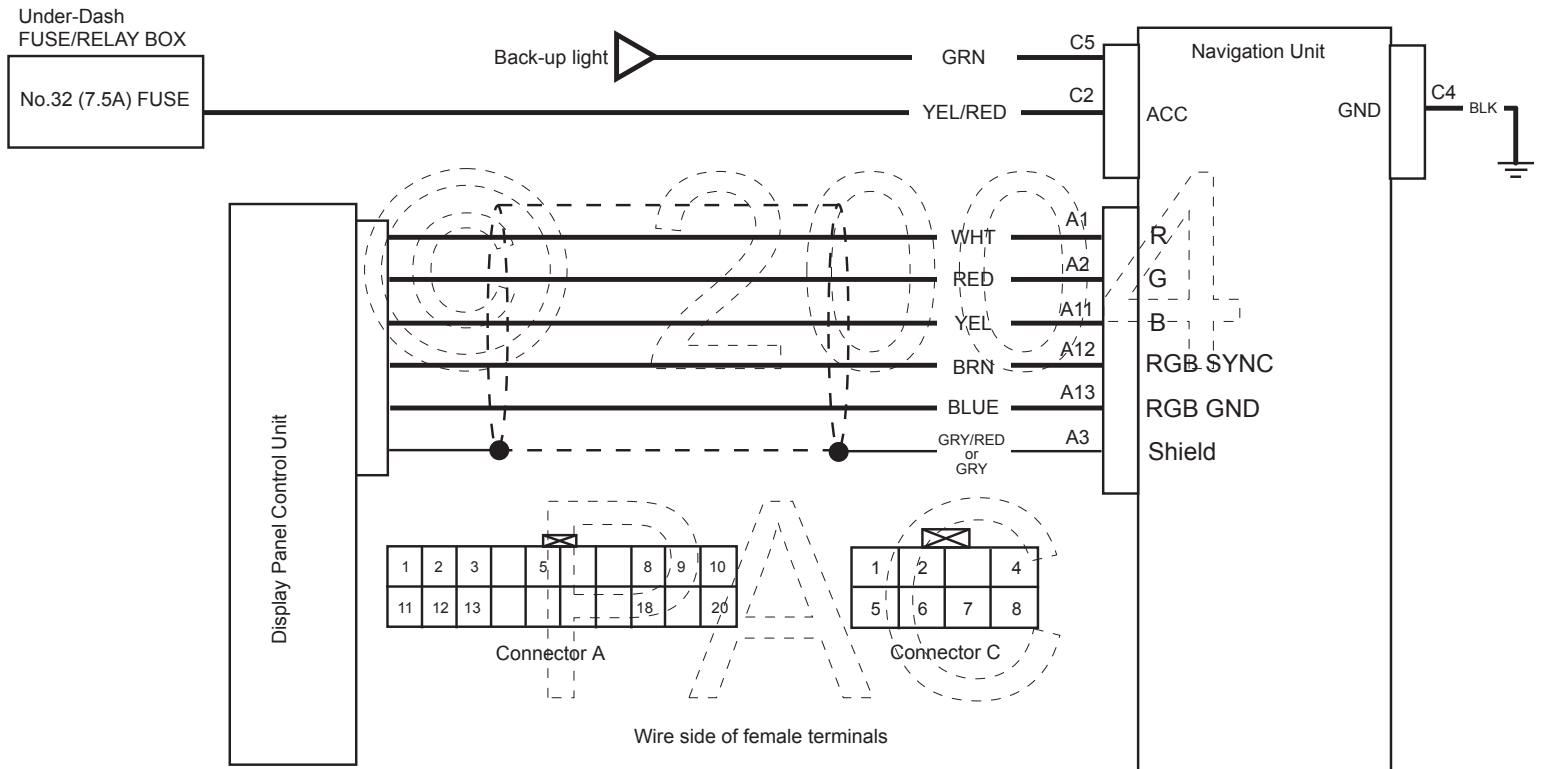 Under-Dash
FUSE/RELAY BOX
No.32 (7.5A) FUSE
Back-up light
GRN
C5
YEL/RED
C2
Navigation Unit
ACC
GND
C4
BLK
Display Panel Control Unit
WHT
A1
R
RED
A2
G
YEL
A11
B
BRN
A12
RGB SYNC
BLUE
A13
RGB GND
GRY/RED
or
GRY
A3
Shield
© 2004
PAC
1 2 3 5 8 9 10
11 12 13 18 20
Connector A
1 2 4
5 6 7 8
Connector C
Wire side of female terminals